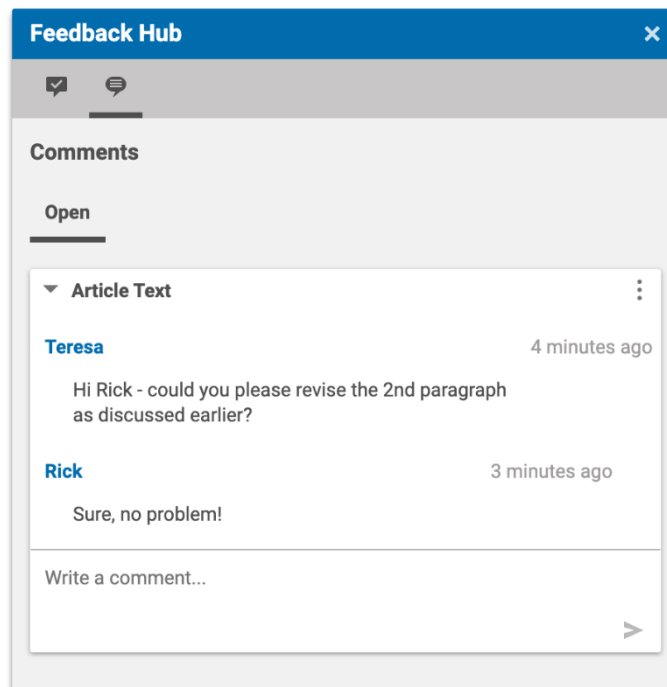 Feedback Hub
Comments
Open
Article Text
Teresa 4 minutes ago
Hi Rick - could you please revise the 2nd paragraph
as discussed earlier?
Rick 3 minutes ago
Sure, no problem!
Write a comment...